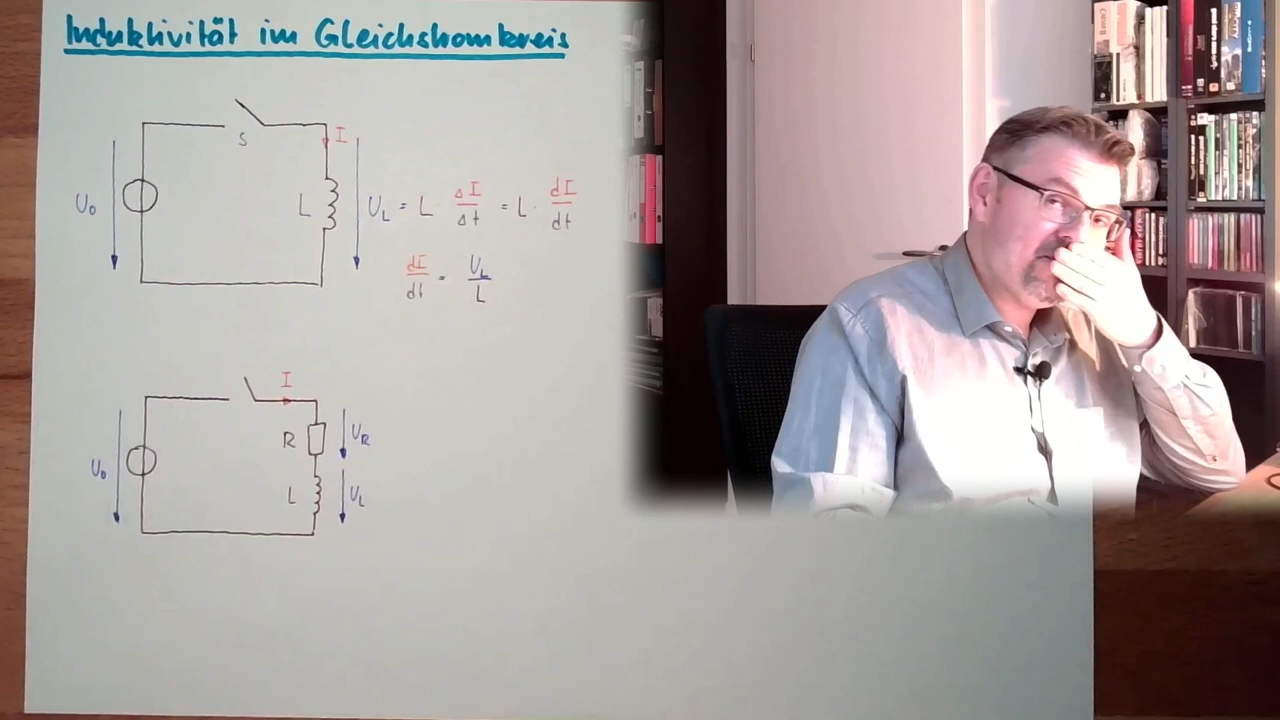 Induktivität im Gleichstromkreis
S
I
U₀
L
U_L = L · ΔI/Δt = L · dI/dt
dI/dt = U_L/L
I
R
U_R
U₀
L
U_L